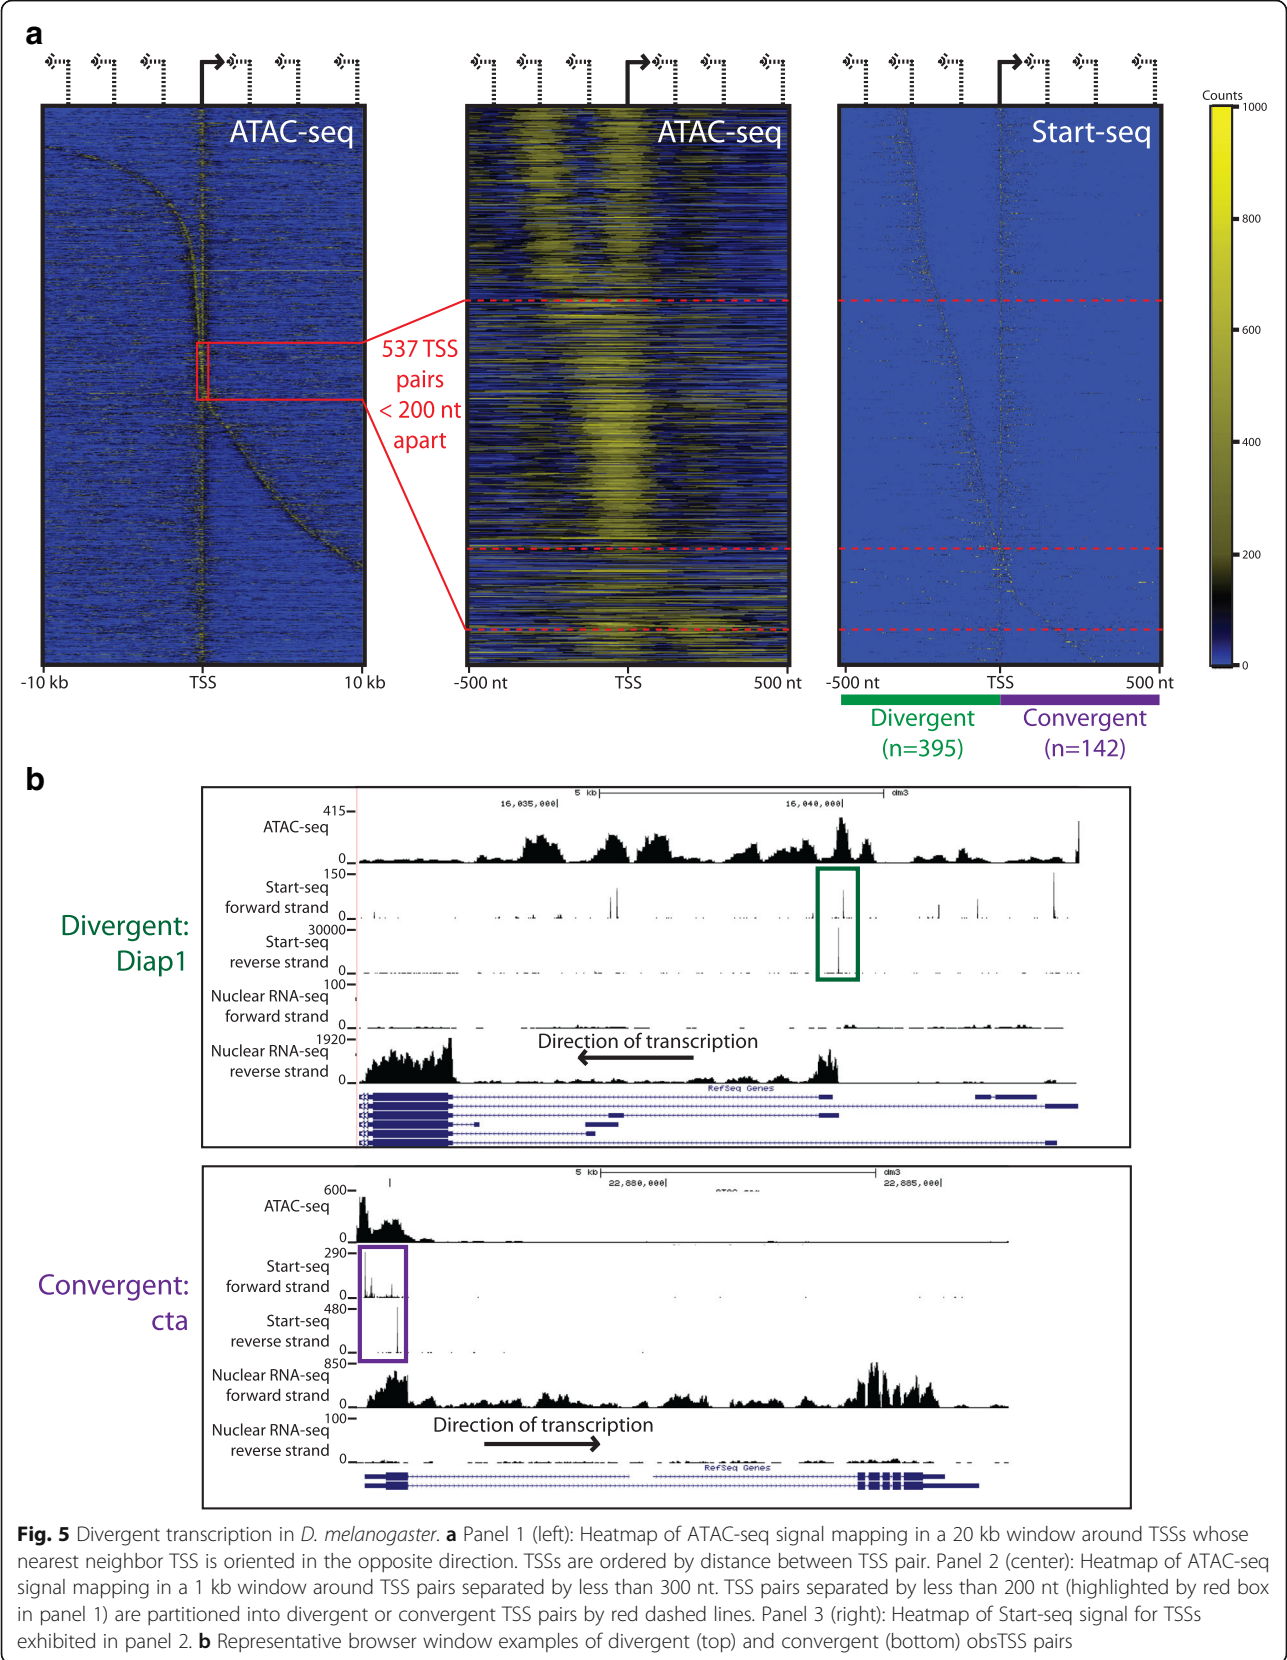 a
ATAC-seq
ATAC-seq
Start-seq
Counts
1000
800
600
400
200
0
537 TSS
pairs
< 200 nt
apart
-10 kb
TSS
10 kb
-500 nt
TSS
500 nt
-500 nt
TSS
500 nt
Divergent
(n=395)
Convergent
(n=142)
b
Divergent:
Diap1
5 kb
dm3
16,035,000
16,040,000
415
ATAC-seq
0
150
Start-seq
forward strand
0
30000
Start-seq
reverse strand
0
100
Nuclear RNA-seq
forward strand
0
1920
Nuclear RNA-seq
reverse strand
0
Direction of transcription
RefSeq Genes
Convergent:
cta
5 kb
dm3
22,880,000
22,885,000
600
ATAC-seq
0
290
Start-seq
forward strand
0
480
Start-seq
reverse strand
0
850
Nuclear RNA-seq
forward strand
0
100
Nuclear RNA-seq
reverse strand
0
Direction of transcription
RefSeq Genes
Fig. 5 Divergent transcription in D. melanogaster. a Panel 1 (left): Heatmap of ATAC-seq signal mapping in a 20 kb window around TSSs whose
nearest neighbor TSS is oriented in the opposite direction. TSSs are ordered by distance between TSS pair. Panel 2 (center): Heatmap of ATAC-seq
signal mapping in a 1 kb window around TSS pairs separated by less than 300 nt. TSS pairs separated by less than 200 nt (highlighted by red box
in panel 1) are partitioned into divergent or convergent TSS pairs by red dashed lines. Panel 3 (right): Heatmap of Start-seq signal for TSSs
exhibited in panel 2. b Representative browser window examples of divergent (top) and convergent (bottom) obsTSS pairs